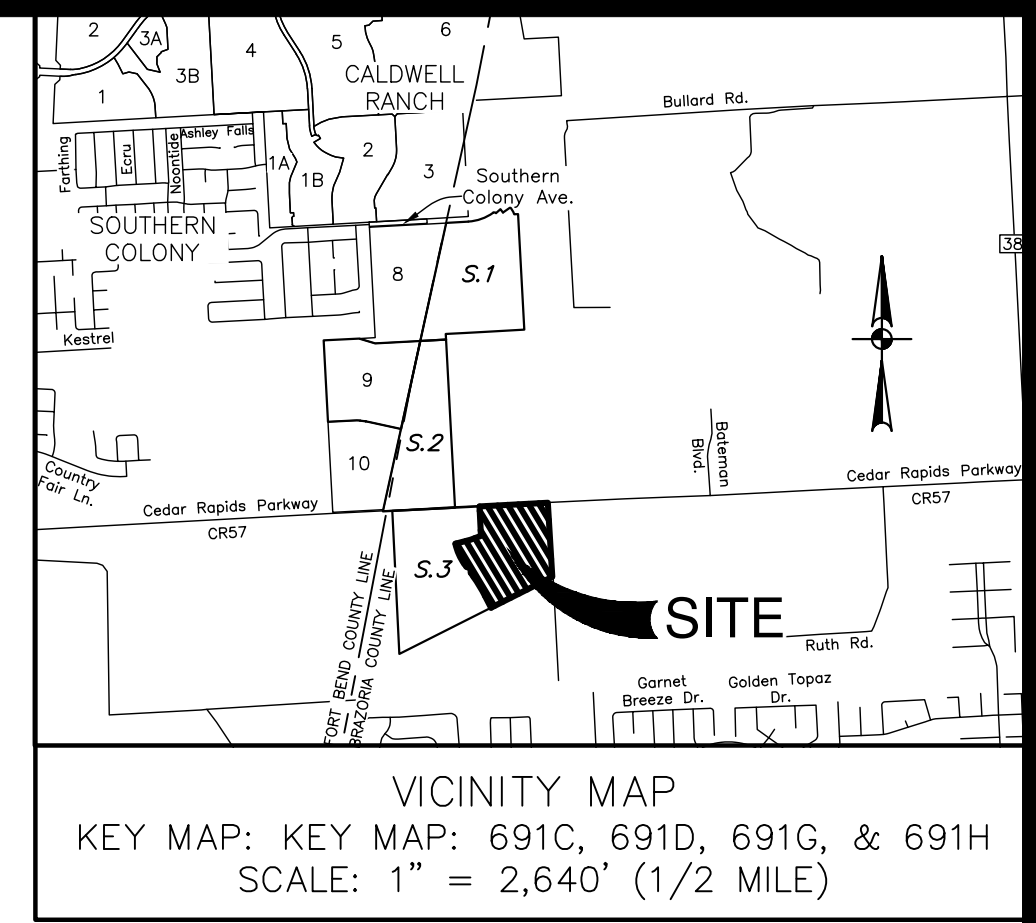 2
3A
3B
1
4
5
6
CALDWELL
RANCH
Bullard Rd.
Farthing
Ecru
Noontide
Ashley Falls
1A
1B
2
3
Southern
Colony Ave.
SOUTHERN
COLONY
38
8
S.1
Kestrel
9
S.2
10
Country
Fair Ln.
Bateman
Blvd.
Cedar Rapids Parkway
CR57
Cedar Rapids Parkway
CR57
S.3
SITE
FORT BEND COUNTY LINE
BRAZORIA COUNTY LINE
Ruth Rd.
Garnet
Breeze Dr.
Golden Topaz
Dr.
VICINITY MAP
KEY MAP: KEY MAP: 691C, 691D, 691G, & 691H
SCALE: 1" = 2,640' (1/2 MILE)